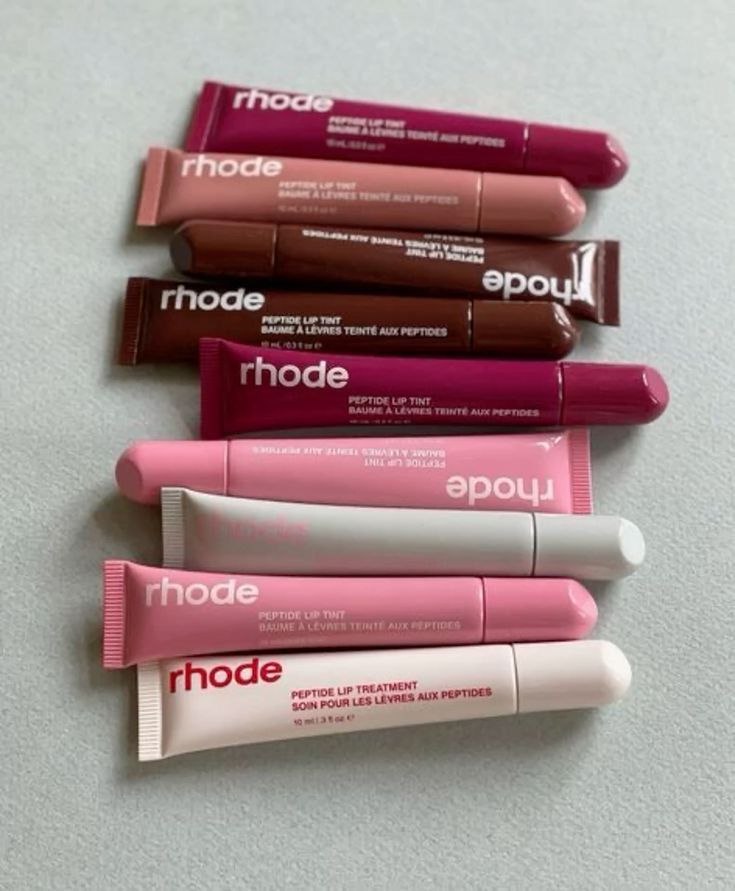 rhode
PEPTIDE LIP TINT
BAUME À LÈVRES TEINTÉ AUX PEPTIDES
rhode
PEPTIDE LIP TINT
BAUME À LÈVRES TEINTÉ AUX PEPTIDES
rhode
PEPTIDE LIP TINT
BAUME À LÈVRES TEINTÉ AUX PEPTIDES
rhode
PEPTIDE LIP TINT
BAUME À LÈVRES TEINTÉ AUX PEPTIDES
10 mL/0.3 fl oz e
rhode
PEPTIDE LIP TINT
BAUME À LÈVRES TEINTÉ AUX PEPTIDES
rhode
PEPTIDE LIP TINT
BAUME À LÈVRES TEINTÉ AUX PEPTIDES
rhode
rhode
PEPTIDE LIP TINT
BAUME À LÈVRES TEINTÉ AUX PEPTIDES
rhode
PEPTIDE LIP TREATMENT
SOIN POUR LES LÈVRES AUX PEPTIDES
10 ml / .3 fl oz e